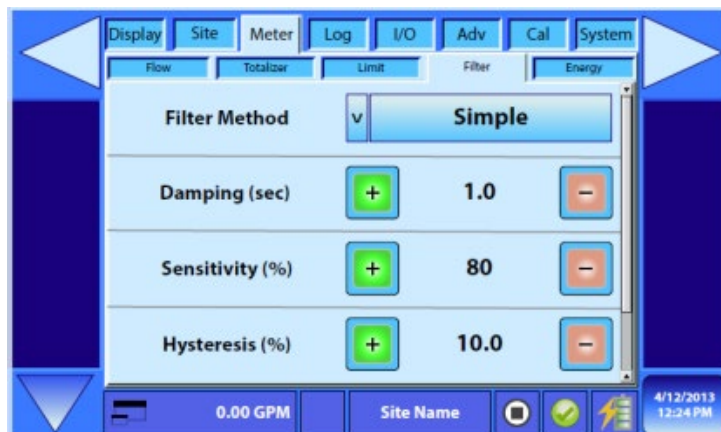 Display Site Meter Log I/O Adv Cal System
Flow Totalizer Limit Filter Energy
Filter Method v Simple
Damping (sec) + 1.0 −
Sensitivity (%) + 80 −
Hysteresis (%) + 10.0 −
0.00 GPM Site Name
4/12/2013
12:24 PM